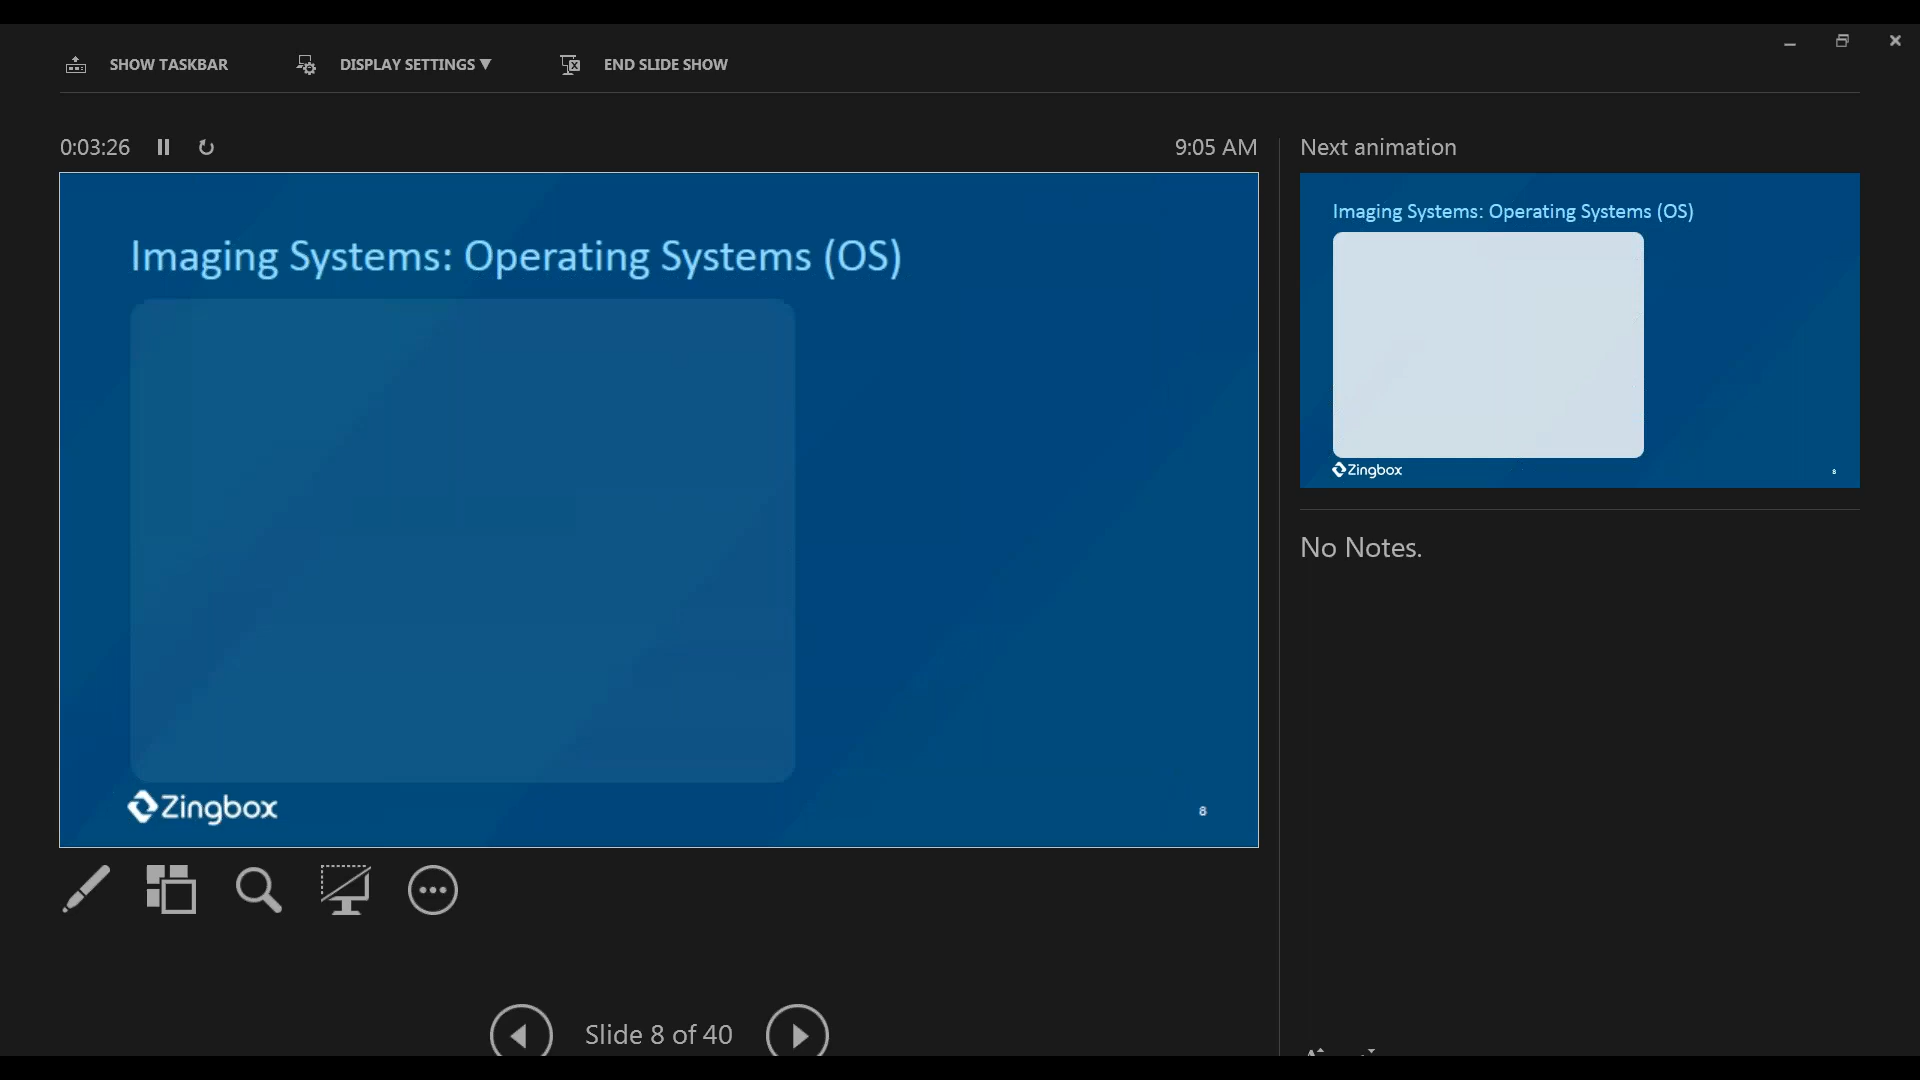 SHOW TASKBAR
DISPLAY SETTINGS ▼
END SLIDE SHOW
0:03:26
9:05 AM
Next animation
Imaging Systems: Operating Systems (OS)
Zingbox
8
Imaging Systems: Operating Systems (OS)
Zingbox
8
No Notes.
Slide 8 of 40